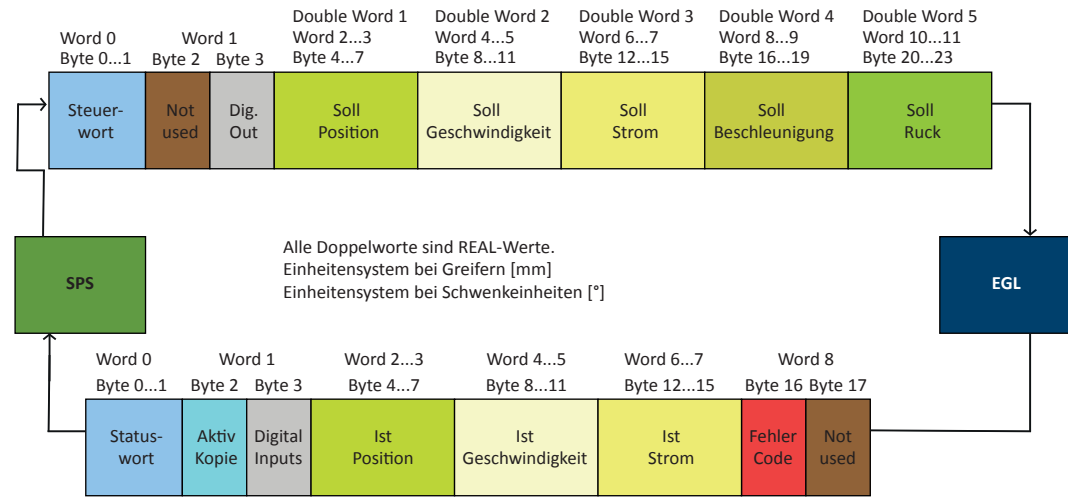 Double Word 1 Double Word 2 Double Word 3 Double Word 4 Double Word 5
Word 0 Word 1 Word 2...3 Word 4...5 Word 6...7 Word 8...9 Word 10...11
Byte 0...1 Byte 2 Byte 3 Byte 4...7 Byte 8...11 Byte 12...15 Byte 16...19 Byte 20...23
Steuer- Not Dig. Soll Soll Soll Soll Soll
wort used Out Position Geschwindigkeit Strom Beschleunigung Ruck
Alle Doppelworte sind REAL-Werte.
Einheitensystem bei Greifern [mm]
SPS
EGL
Einheitensystem bei Schwenkeinheiten [°]
Word 0 Word 1 Word 2...3 Word 4...5 Word 6...7 Word 8
Byte 0...1 Byte 2 Byte 3 Byte 4...7 Byte 8...11 Byte 12...15 Byte 16 Byte 17
Status- Aktiv Digital Ist Ist Ist Fehler Not
wort Kopie Inputs Position Geschwindigkeit Strom Code used